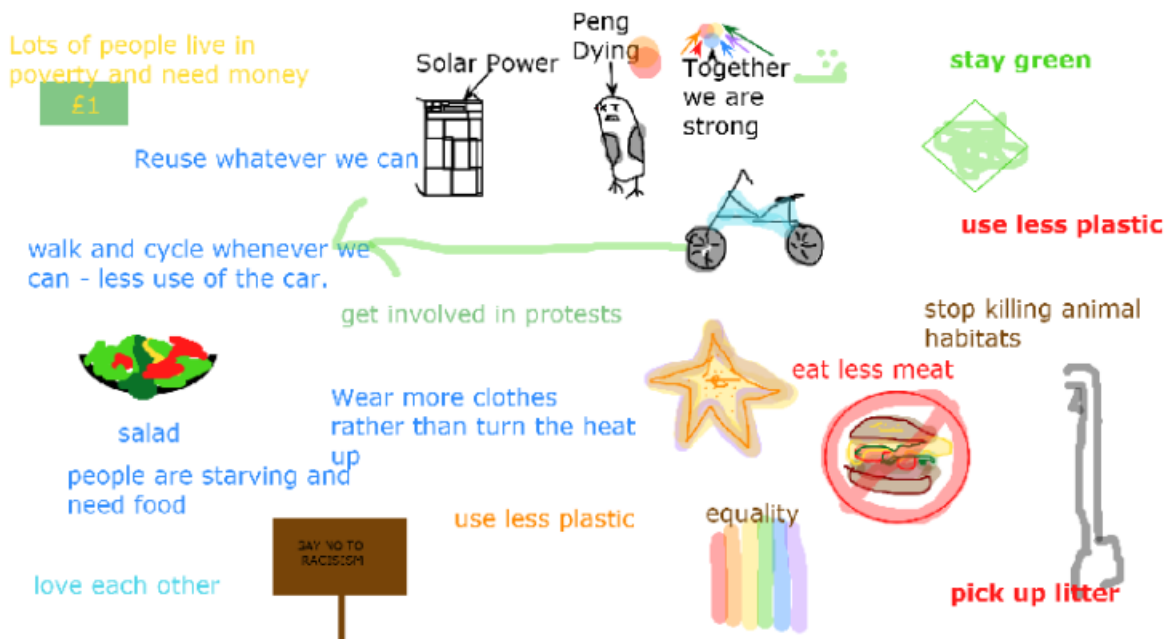 Lots of people live in
poverty and need money
£1
Solar Power
Peng
Dying
Together
we are
strong
stay green
Reuse whatever we can
use less plastic
walk and cycle whenever we
can - less use of the car.
get involved in protests
stop killing animal
habitats
eat less meat
salad
Wear more clothes
rather than turn the heat
up
people are starving and
need food
use less plastic
equality
SAY NO TO
RACISISM
love each other
pick up litter